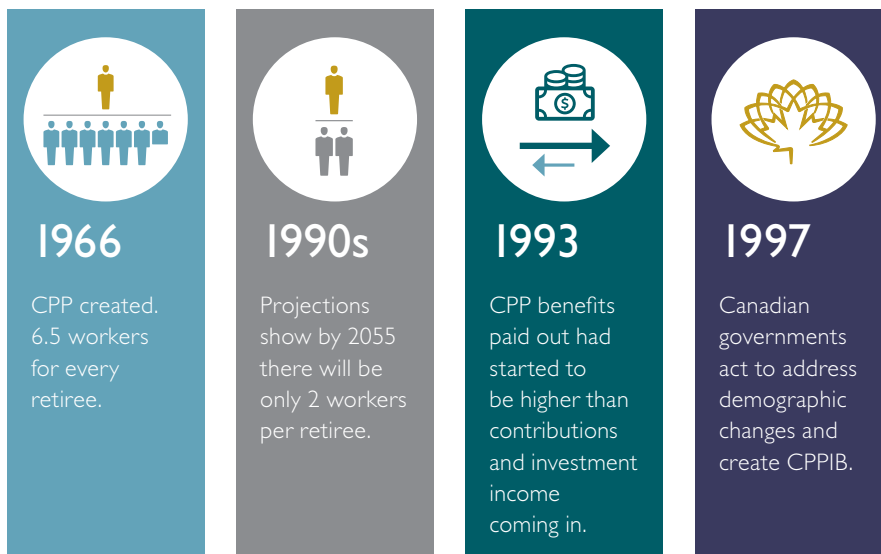 1966
CPP created.
6.5 workers
for every
retiree.
1990s
Projections
show by 2055
there will be
only 2 workers
per retiree.
$
1993
CPP benefits
paid out had
started to
be higher than
contributions
and investment
income
coming in.
1997
Canadian
governments
act to address
demographic
changes and
create CPPIB.